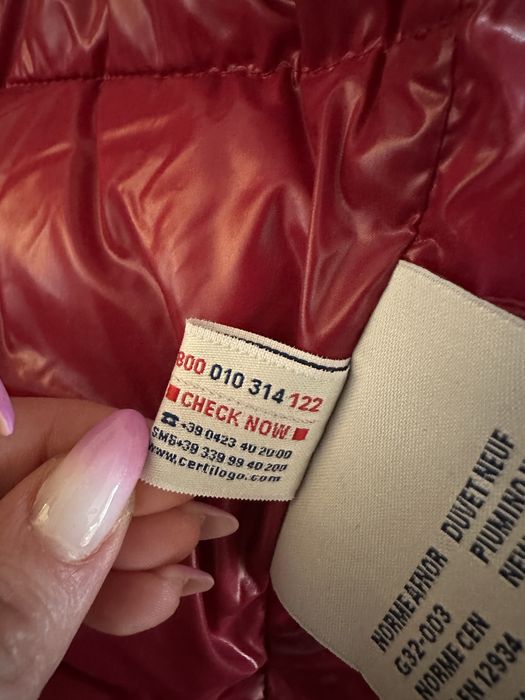 800 010 314 122
CHECK NOW
☎ +39 0423 40 20 00
SMS+39 339 99 40 200
www.certilogo.com
NORME AFNOR DUVET NEUF
G32-003 PIUMINO
NORME CEN
12934